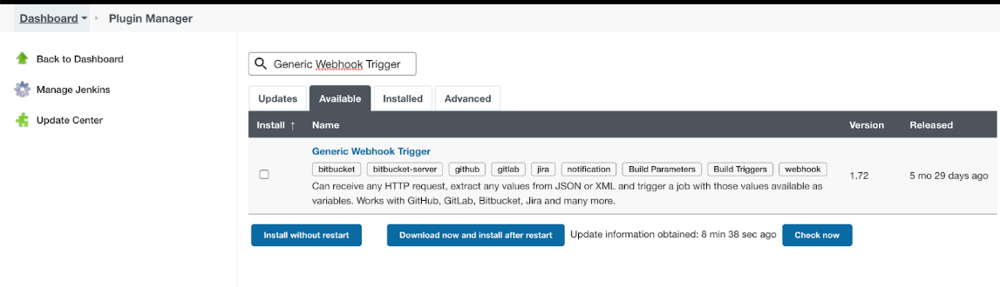 Dashboard Plugin Manager
Back to Dashboard
Manage Jenkins
Update Center
Generic Webhook Trigger
Updates Available Installed Advanced
Install ↑ Name Version Released
Generic Webhook Trigger
bitbucket bitbucket-server github gitlab jira notification Build Parameters Build Triggers webhook
Can receive any HTTP request, extract any values from JSON or XML and trigger a job with those values available as
variables. Works with GitHub, GitLab, Bitbucket, Jira and many more.
1.72 5 mo 29 days ago
Install without restart Download now and install after restart Update information obtained: 8 min 38 sec ago Check now